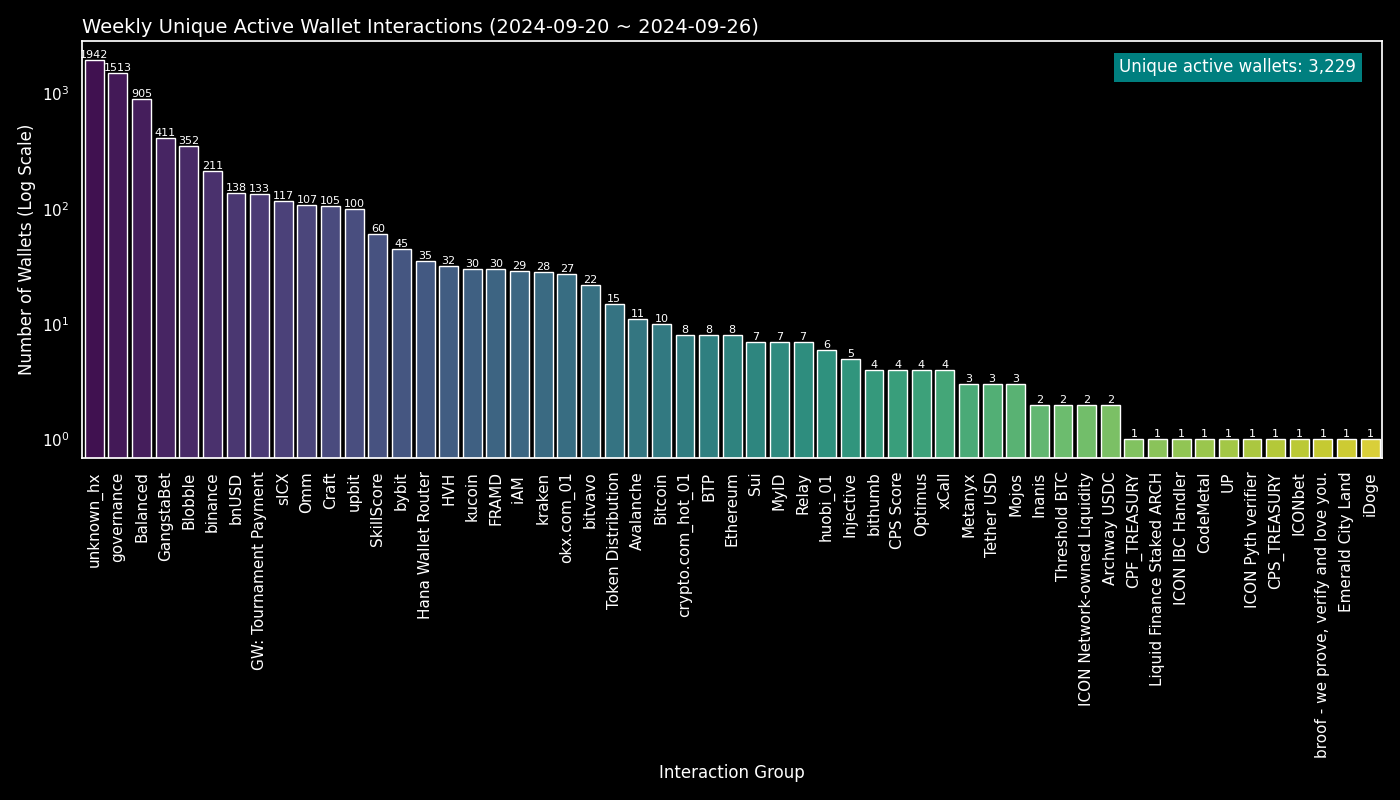 Weekly Unique Active Wallet Interactions (2024-09-20 ~ 2024-09-26)
Unique active wallets: 3,229
Number of Wallets (Log Scale)
10³
10²
10¹
10⁰
1942
1513
905
411
352
211
138
133
117
107
105
100
60
45
35
32
30
30
29
28
27
22
15
11
10
8
8
8
7
7
7
6
5
4
4
4
4
3
3
3
2
2
2
2
1
1
1
1
1
1
1
1
1
1
1
unknown_hx
governance
Balanced
GangstaBet
Blobble
binance
bnUSD
GW: Tournament Payment
sICX
Omm
Craft
upbit
SkillScore
bybit
Hana Wallet Router
HVH
kucoin
FRAMD
iAM
kraken
okx.com_01
bitvavo
Token Distribution
Avalanche
Bitcoin
crypto.com_hot_01
BTP
Ethereum
Sui
MyID
Relay
huobi_01
Injective
bithumb
CPS Score
Optimus
xCall
Metanyx
Tether USD
Mojos
Inanis
Threshold BTC
ICON Network-owned Liquidity
Archway USDC
CPF_TREASURY
Liquid Finance Staked ARCH
ICON IBC Handler
CodeMetal
UP
ICON Pyth verifier
CPS_TREASURY
ICONbet
broof - we prove, verify and love you.
Emerald City Land
iDoge
Interaction Group